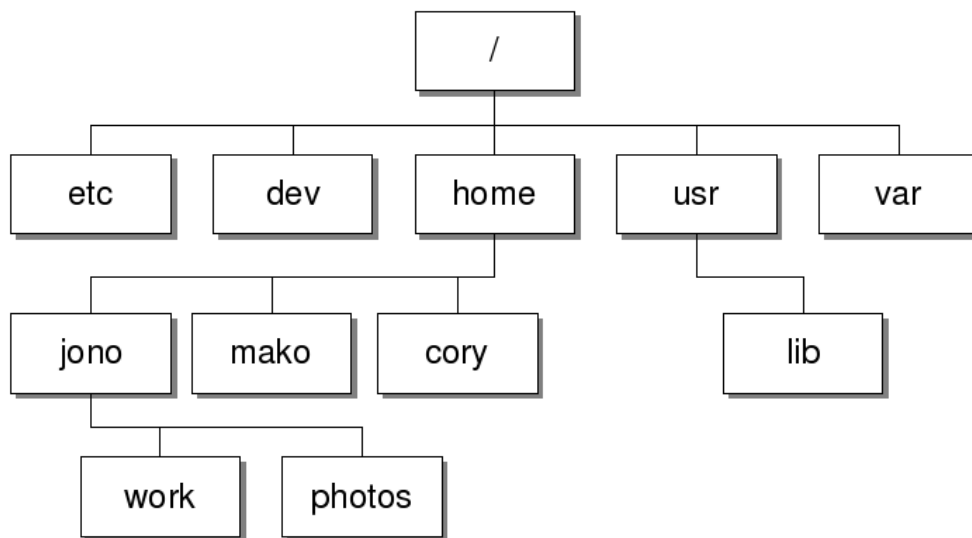 /
etc dev home usr var
jono mako cory lib
work photos